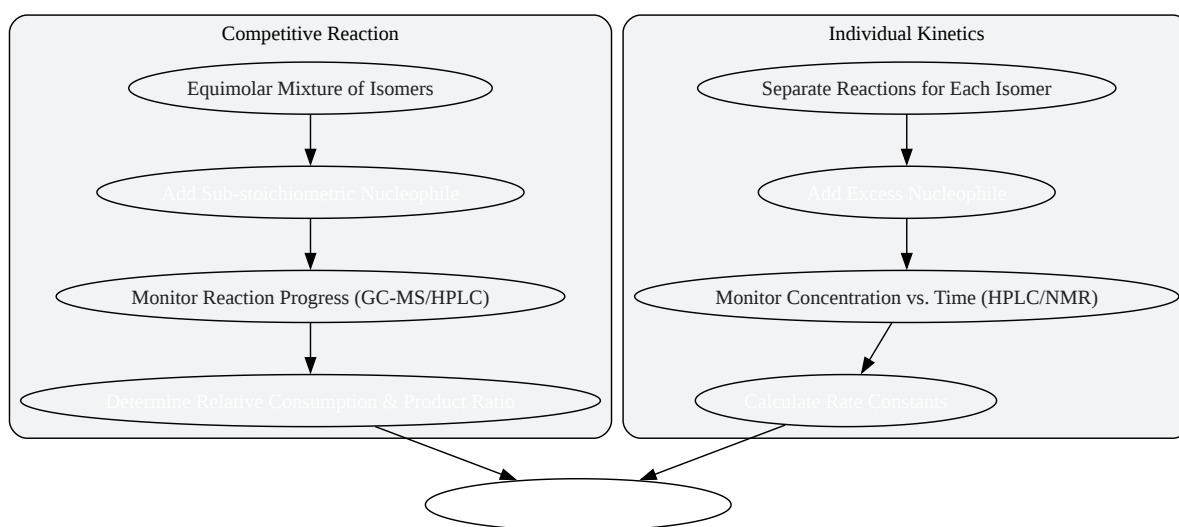 Competitive Reaction
Equimolar Mixture of Isomers
Add Sub-stoichiometric Nucleophile
Monitor Reaction Progress (GC-MS/HPLC)
Determine Relative Consumption & Product Ratio
Individual Kinetics
Separate Reactions for Each Isomer
Add Excess Nucleophile
Monitor Concentration vs. Time (HPLC/NMR)
Calculate Rate Constants